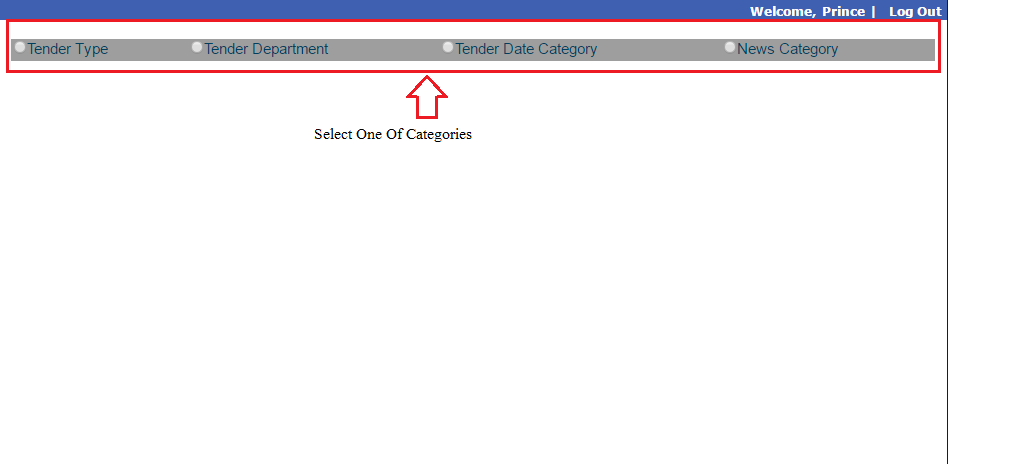 Welcome, Prince | Log Out
Tender Type Tender Department Tender Date Category News Category
Select One Of Categories